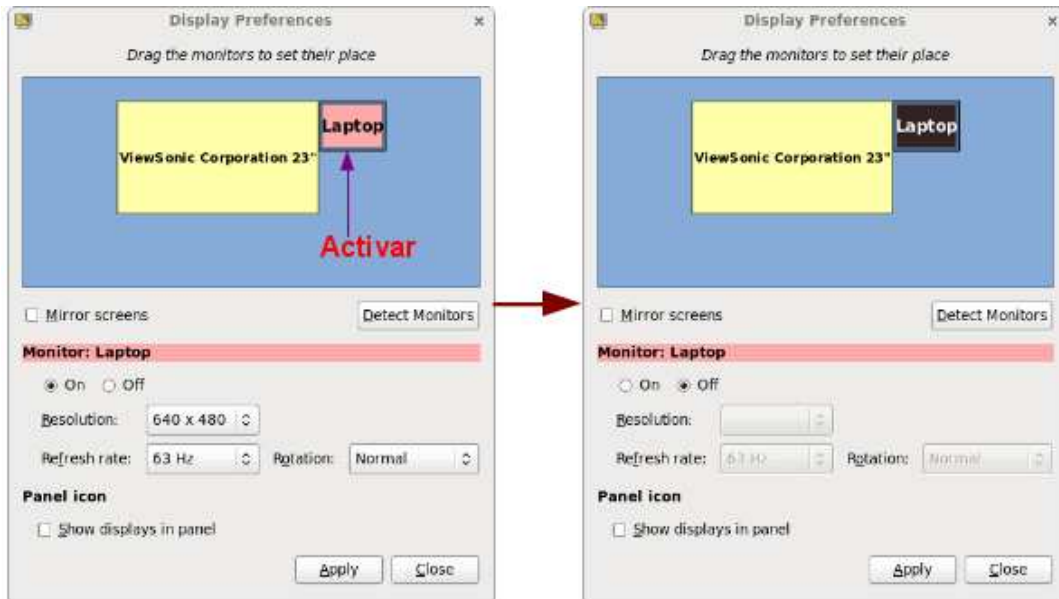 Display Preferences
Drag the monitors to set their place
Laptop
ViewSonic Corporation 23"
Activar
Mirror screens
Detect Monitors
Monitor: Laptop
On Off
Resolution: 640 x 480
Refresh rate: 63 Hz Rotation: Normal
Panel icon
Show displays in panel
Apply Close
Display Preferences
Drag the monitors to set their place
Laptop
ViewSonic Corporation 23"
Mirror screens
Detect Monitors
Monitor: Laptop
On Off
Resolution:
Refresh rate: 63 Hz Rotation: Normal
Panel icon
Show displays in panel
Apply Close